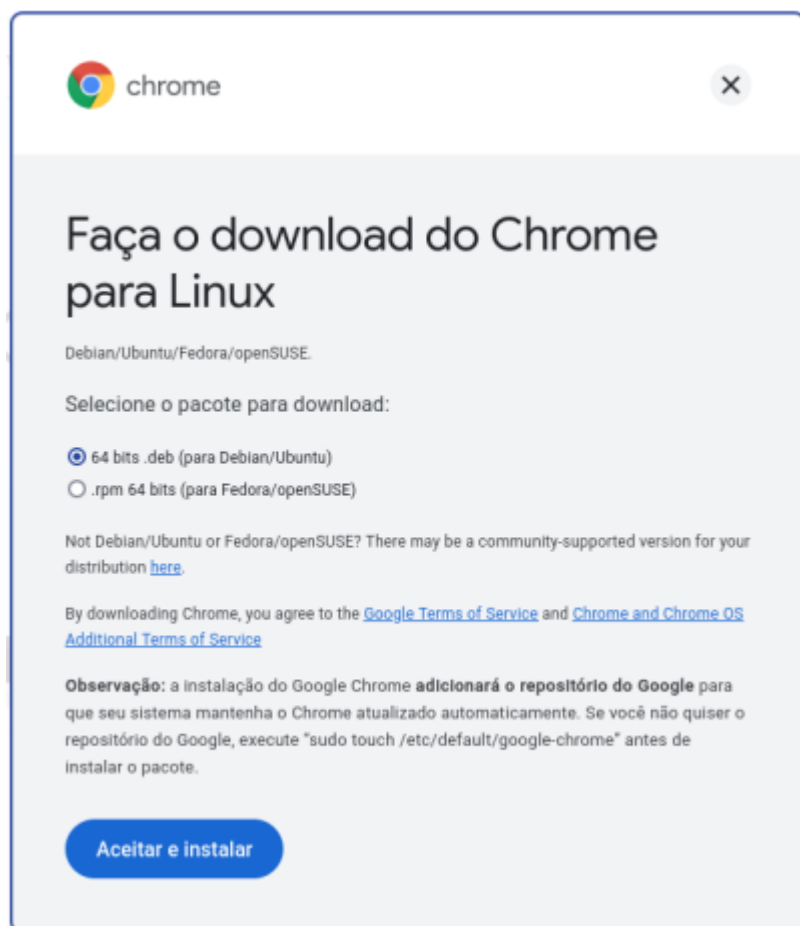 chrome
Faça o download do Chrome
para Linux
Debian/Ubuntu/Fedora/openSUSE.
Selecione o pacote para download:
64 bits .deb (para Debian/Ubuntu)
.rpm 64 bits (para Fedora/openSUSE)
Not Debian/Ubuntu or Fedora/openSUSE? There may be a community-supported version for your
distribution here.
By downloading Chrome, you agree to the Google Terms of Service and Chrome and Chrome OS
Additional Terms of Service
Observação: a instalação do Google Chrome adicionará o repositório do Google para
que seu sistema mantenha o Chrome atualizado automaticamente. Se você não quiser o
repositório do Google, execute "sudo touch /etc/default/google-chrome" antes de
instalar o pacote.
Aceitar e instalar